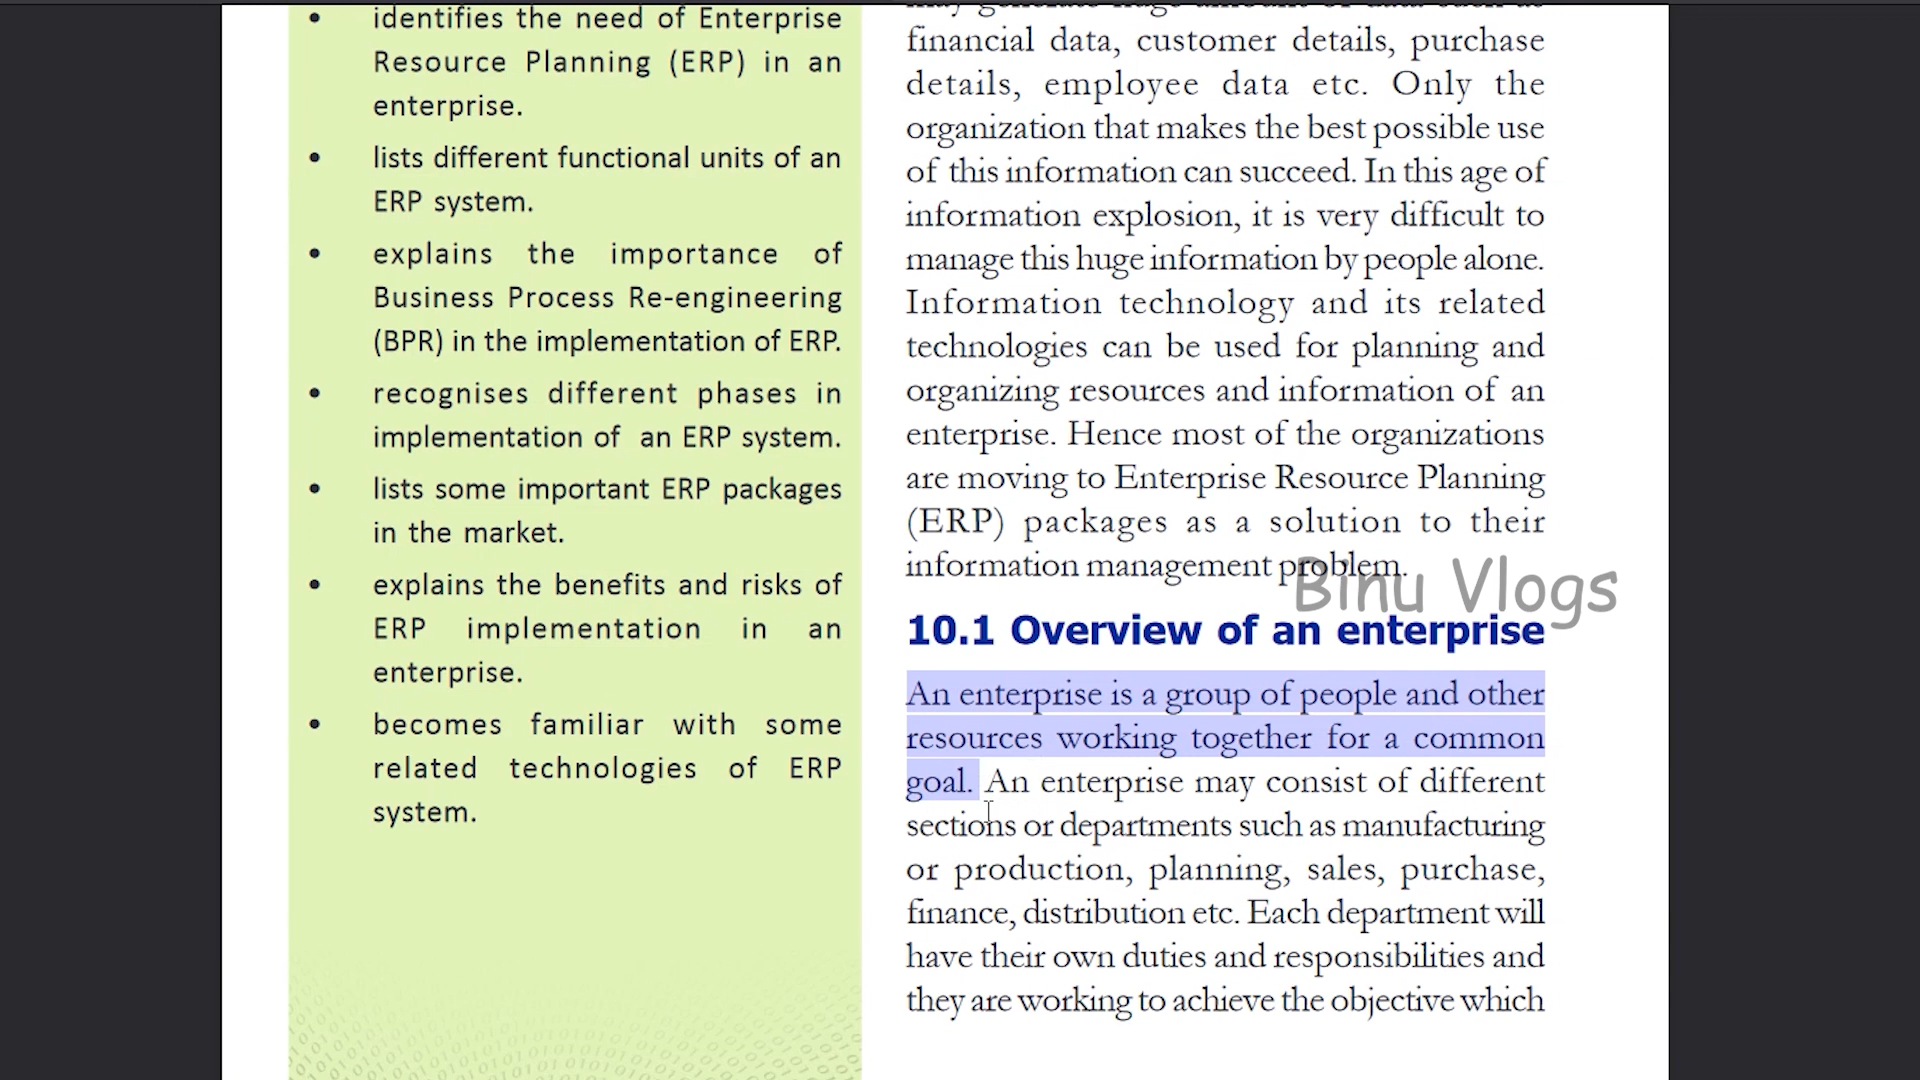 • identifies the need of Enterprise
Resource Planning (ERP) in an
enterprise.
• lists different functional units of an
ERP system.
• explains the importance of
Business Process Re-engineering
(BPR) in the implementation of ERP.
• recognises different phases in
implementation of an ERP system.
• lists some important ERP packages
in the market.
• explains the benefits and risks of
ERP implementation in an
enterprise.
• becomes familiar with some
related technologies of ERP
system.
may generate huge amount of data such as
financial data, customer details, purchase
details, employee data etc. Only the
organization that makes the best possible use
of this information can succeed. In this age of
information explosion, it is very difficult to
manage this huge information by people alone.
Information technology and its related
technologies can be used for planning and
organizing resources and information of an
enterprise. Hence most of the organizations
are moving to Enterprise Resource Planning
(ERP) packages as a solution to their
information management problem.
Binu Vlogs
10.1 Overview of an enterprise
An enterprise is a group of people and other
resources working together for a common
goal. An enterprise may consist of different
sections or departments such as manufacturing
or production, planning, sales, purchase,
finance, distribution etc. Each department will
have their own duties and responsibilities and
they are working to achieve the objective which